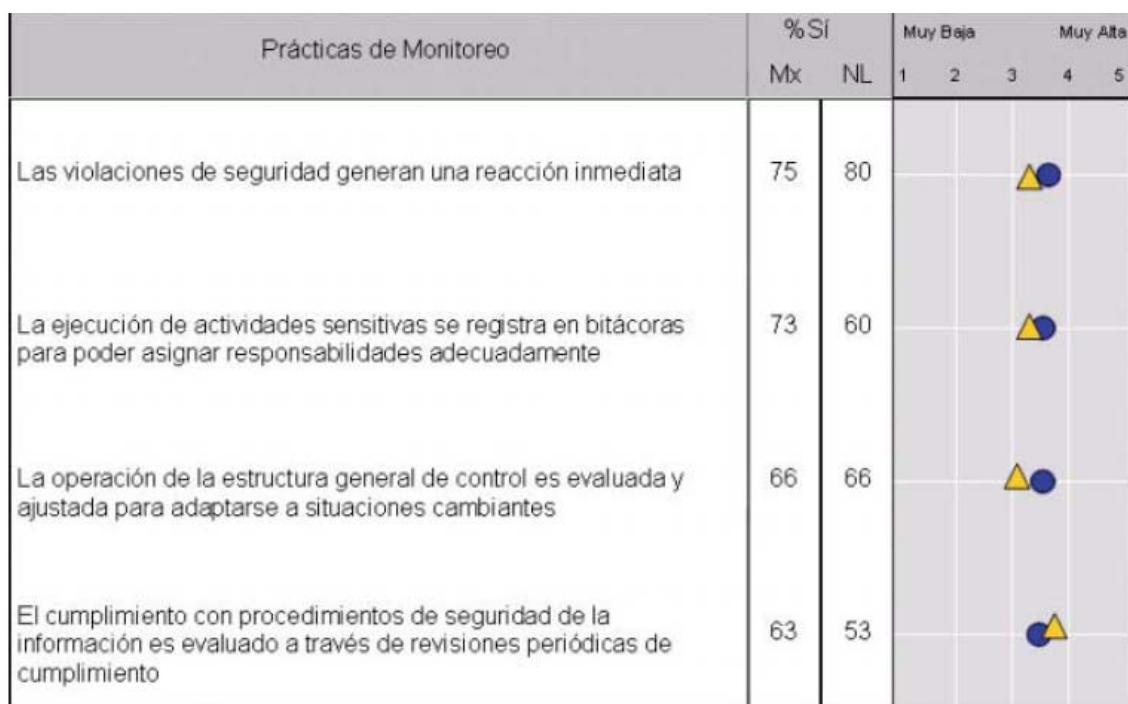 Prácticas de Monitoreo
%Sí
Mx NL
Muy Baja Muy Alta
1 2 3 4 5
Las violaciones de seguridad generan una reacción inmediata
75 80
La ejecución de actividades sensitivas se registra en bitácoras
para poder asignar responsabilidades adecuadamente
73 60
La operación de la estructura general de control es evaluada y
ajustada para adaptarse a situaciones cambiantes
66 66
El cumplimiento con procedimientos de seguridad de la
información es evaluado a través de revisiones periódicas de
cumplimiento
63 53